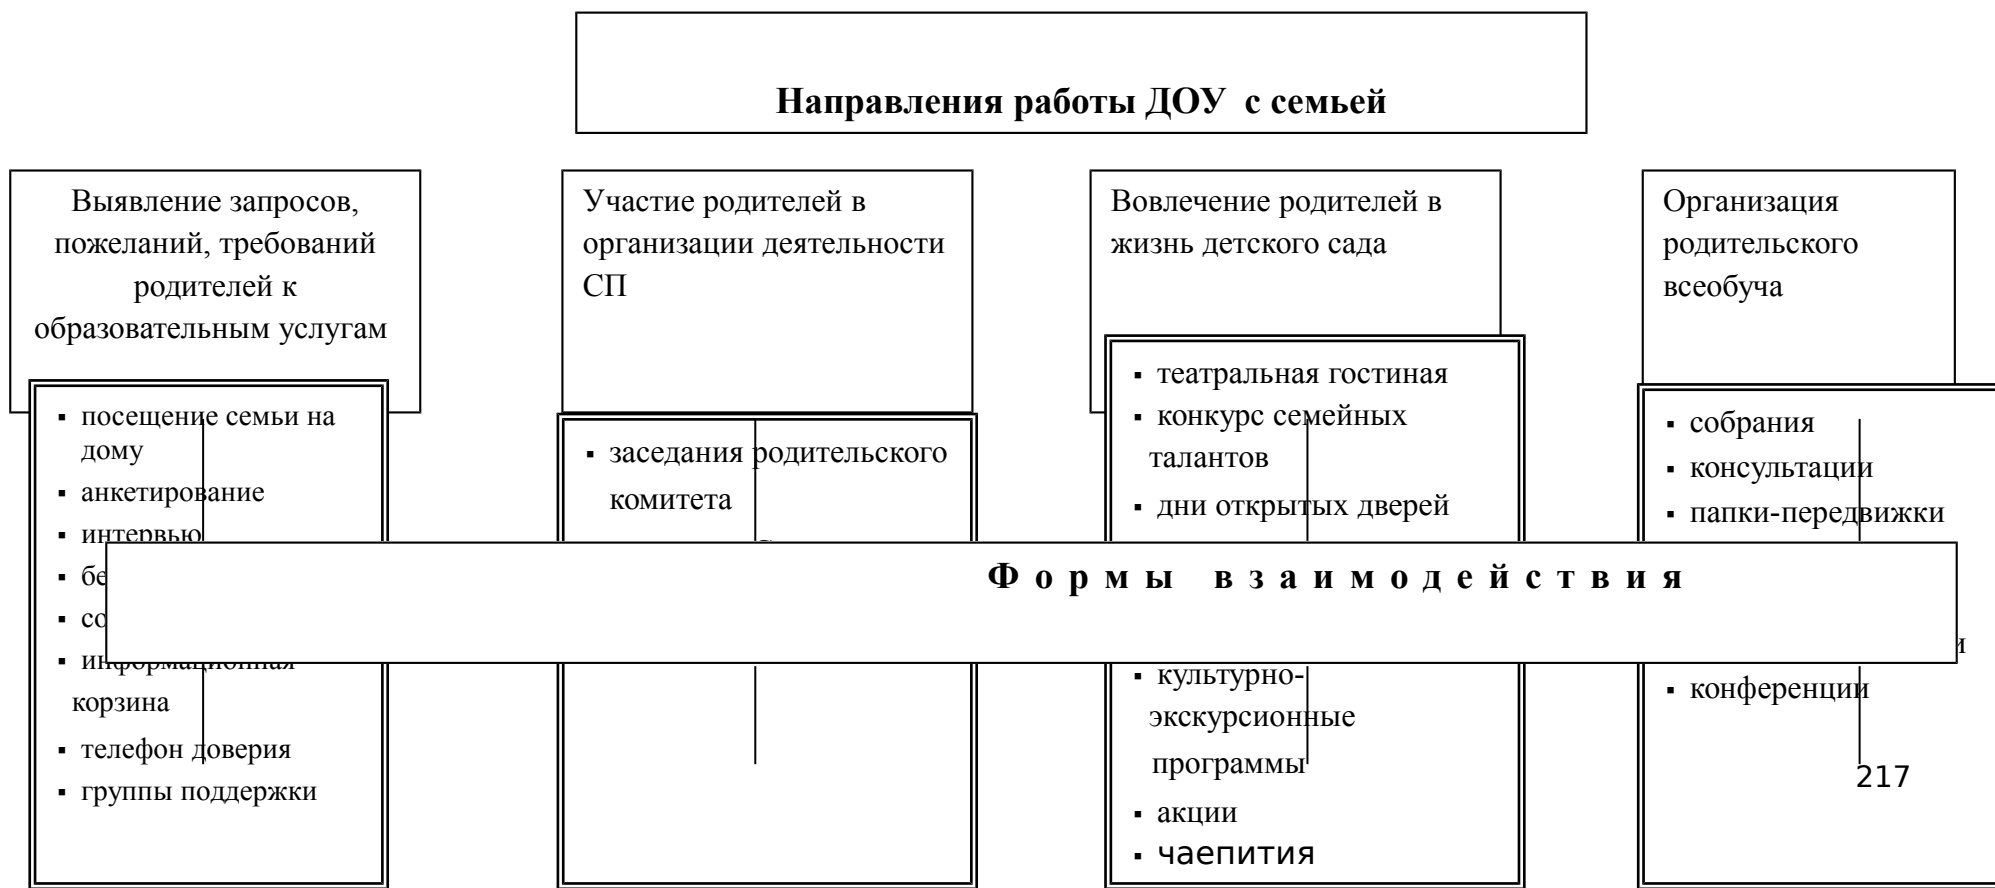 Направления работы ДОУ с семьей
Выявление запросов,
пожеланий, требований
родителей к
образовательным услугам
Участие родителей в
организации деятельности
СП
Вовлечение родителей в
жизнь детского сада
Организация
родительского
всеобуча
▪ посещение семьи на
дому
▪ анкетирование
▪ интервью
▪
▪
▪ информационная
корзина
▪ телефон доверия
▪ группы поддержки
▪ заседания родительского
комитета
▪ театральная гостиная
▪ конкурс семейных
талантов
▪ дни открытых дверей
▪ культурно-
экскурсионные
программы
▪ акции
▪ чаепития
▪ собрания
▪ консультации
▪ папки-передвижки
▪ конференции
Формы взаимодействия
217